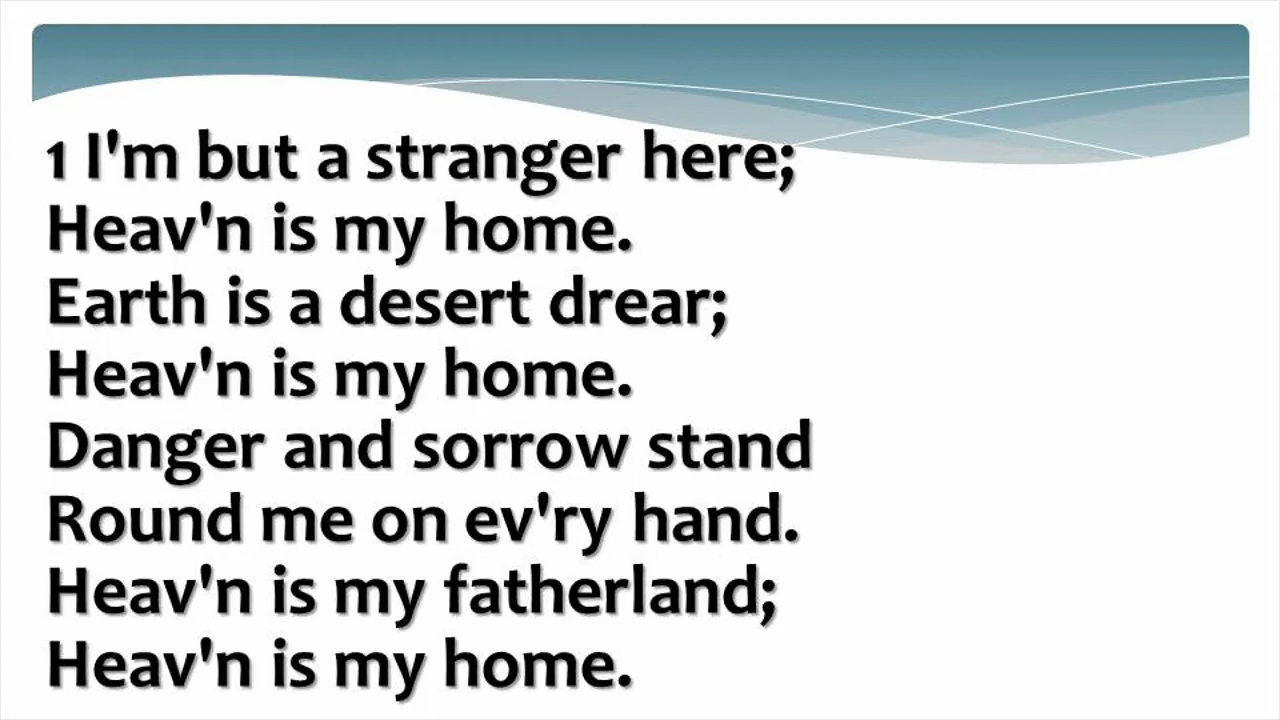 1 I'm but a stranger here;
Heav'n is my home.
Earth is a desert drear;
Heav'n is my home.
Danger and sorrow stand
Round me on ev'ry hand.
Heav'n is my fatherland;
Heav'n is my home.